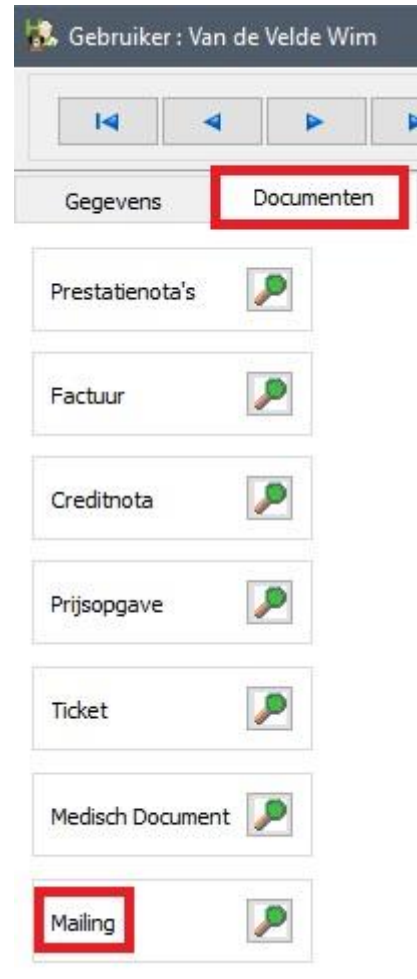 Gebruiker : Van de Velde Wim
Gegevens Documenten
Prestatienota's
Factuur
Creditnota
Prijsopgave
Ticket
Medisch Document
Mailing